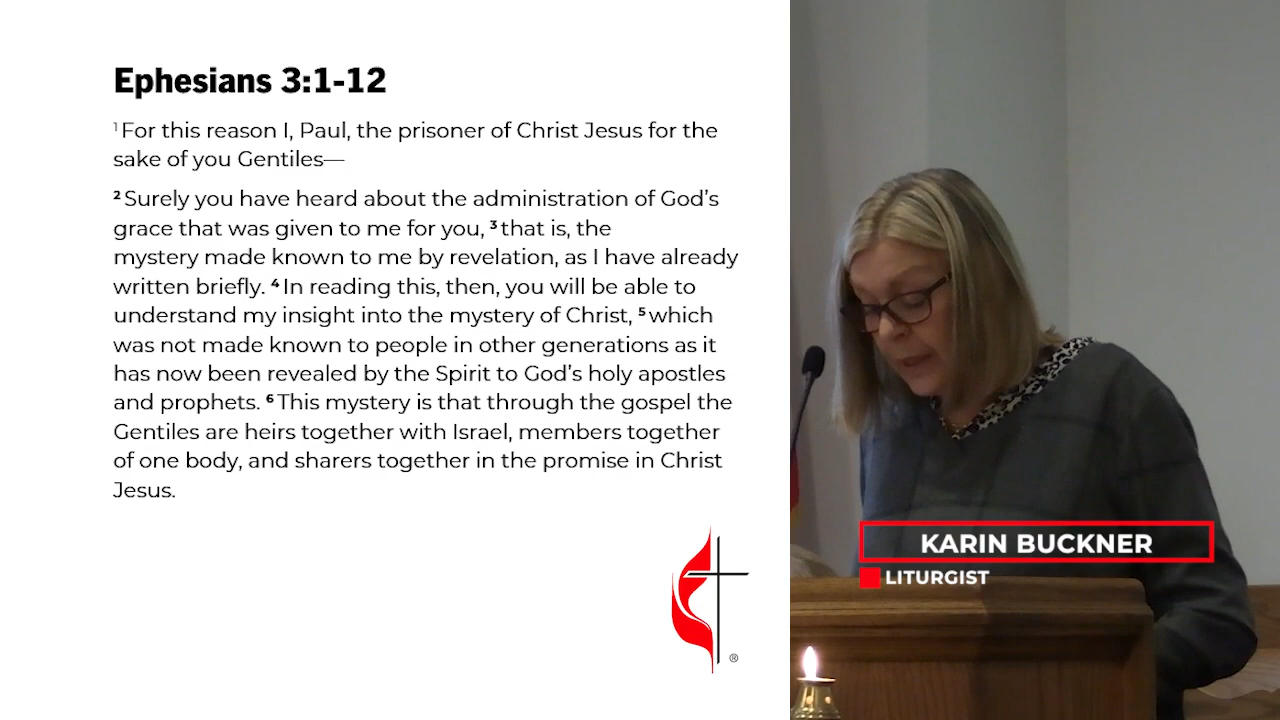 Ephesians 3:1-12
¹ For this reason I, Paul, the prisoner of Christ Jesus for the
sake of you Gentiles—
² Surely you have heard about the administration of God’s
grace that was given to me for you, ³ that is, the
mystery made known to me by revelation, as I have already
written briefly. ⁴ In reading this, then, you will be able to
understand my insight into the mystery of Christ, ⁵ which
was not made known to people in other generations as it
has now been revealed by the Spirit to God’s holy apostles
and prophets. ⁶ This mystery is that through the gospel the
Gentiles are heirs together with Israel, members together
of one body, and sharers together in the promise in Christ
Jesus.
®
KARIN BUCKNER
LITURGIST